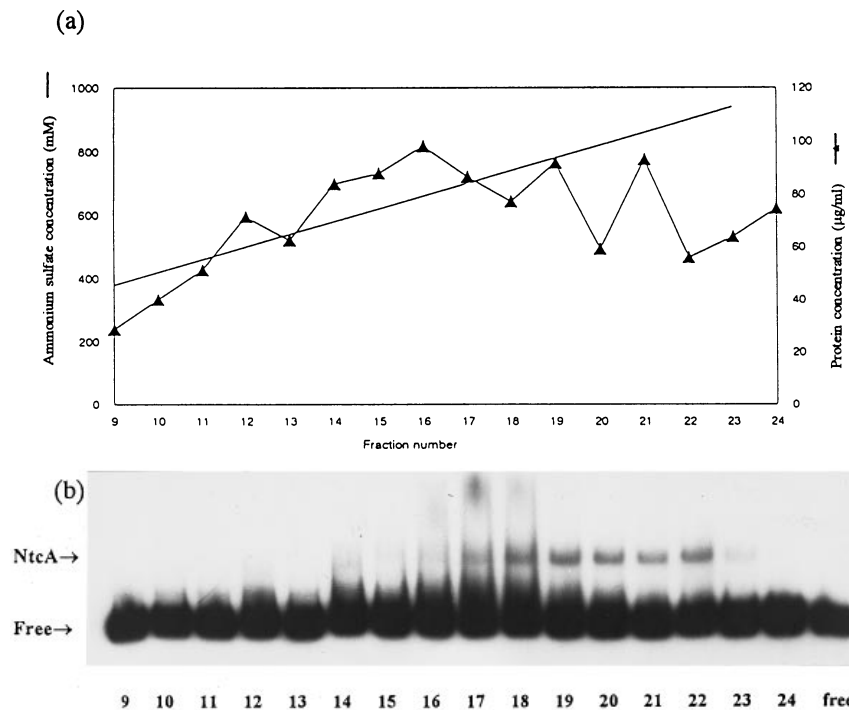 (a)
Ammonium sulfate concentration (mM)
1000
800
600
400
200
0
120
100
80
60
40
20
0
Protein concentration (µg/ml)
9 10 11 12 13 14 15 16 17 18 19 20 21 22 23 24
Fraction number
(b)
NtcA→
Free→
9 10 11 12 13 14 15 16 17 18 19 20 21 22 23 24 free